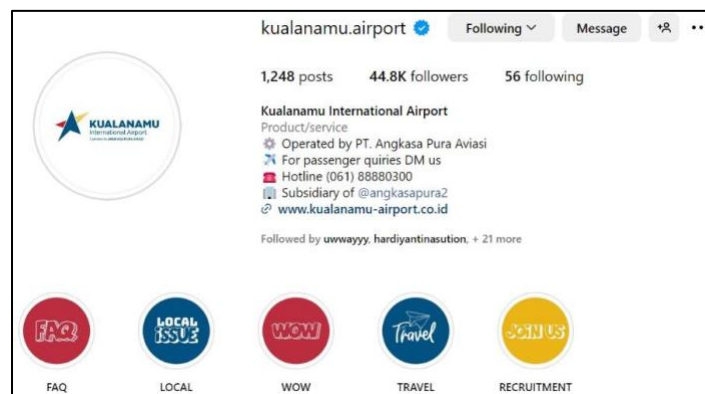 kualanamu.airport Following Message
1,248 posts 44.8K followers 56 following
KUALANAMU
International Airport
Kualanamu International Airport
Product/service
Operated by PT. Angkasa Pura Aviasi
For passenger quiries DM us
Hotline (061) 88880300
Subsidiary of @angkasapura2
www.kualanamu-airport.co.id
Followed by uwwayyy, hardiyantinasution, + 21 more
FAQ
LOCAL
ISSUE
WOW
Travel
JOIN US
FAQ LOCAL WOW TRAVEL RECRUITMENT